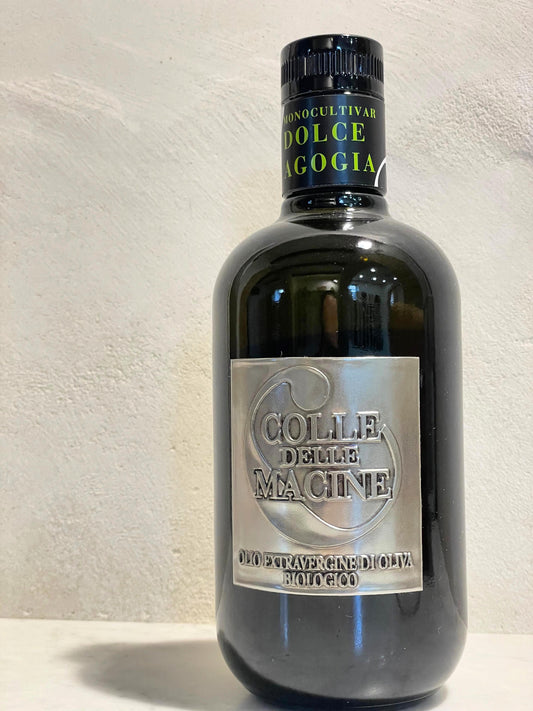 MONOCULTIVAR
DOLCE
AGOGIA
COLLE
DELLE
MACINE
OLIO EXTRAVERGINE DI OLIVA
BIOLOGICO